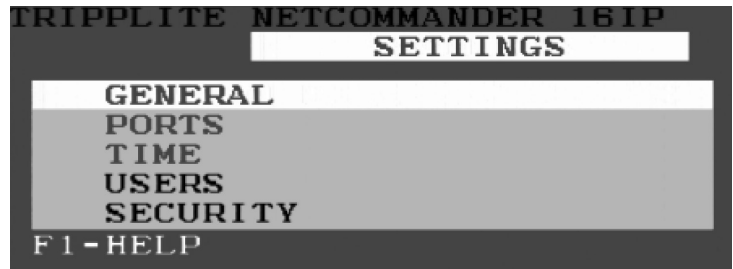 TRIPPLITE NETCOMMANDER 16IP
SETTINGS
GENERAL
PORTS
TIME
USERS
SECURITY
F1-HELP